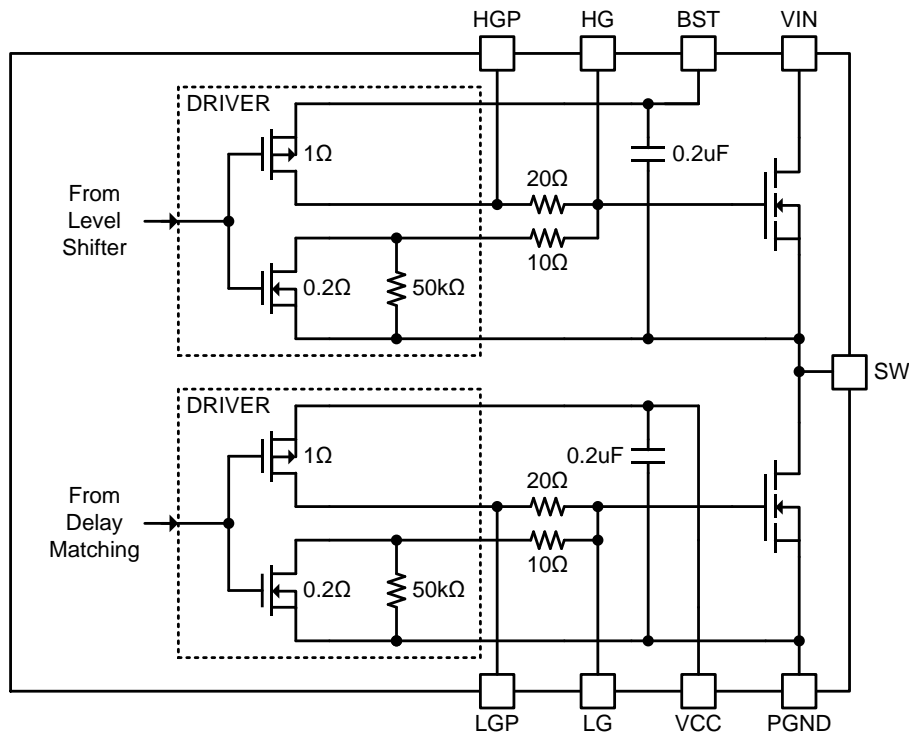 HGP HG BST VIN
DRIVER
1Ω
0.2uF
20Ω
From
Level
Shifter
10Ω
0.2Ω
50kΩ
SW
DRIVER
1Ω
0.2uF
20Ω
From
Delay
Matching
10Ω
0.2Ω
50kΩ
LGP LG VCC PGND